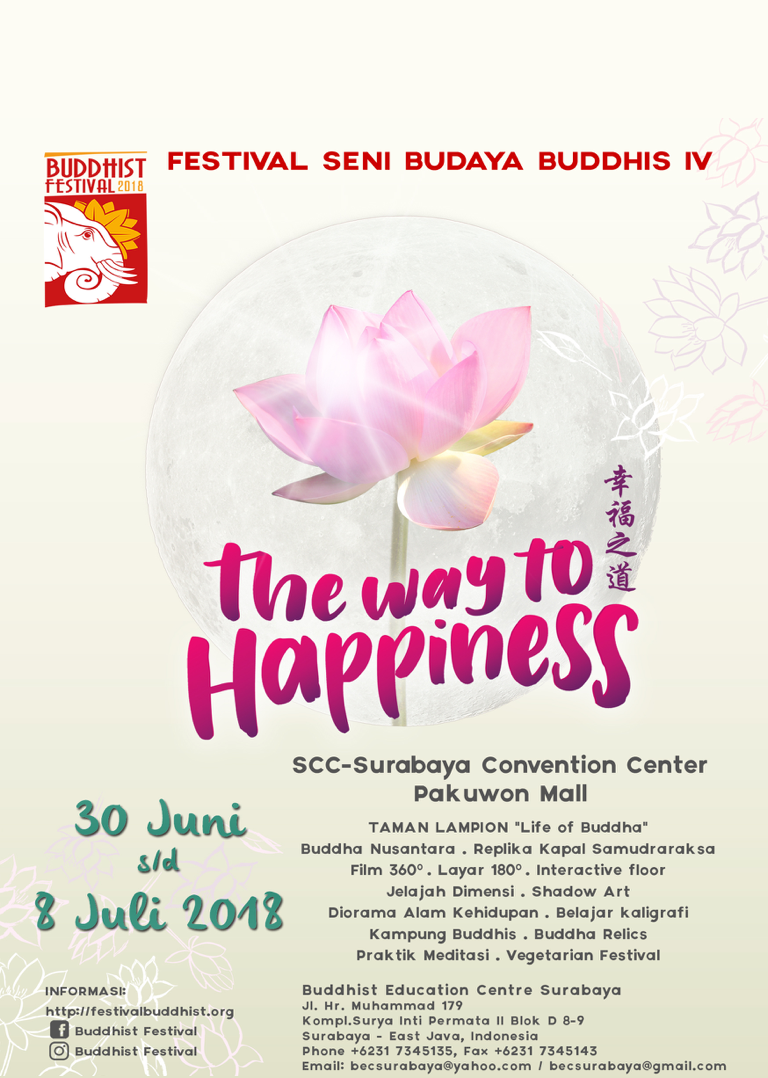 BUDDHIST
FESTIVAL 2018
FESTIVAL SENI BUDAYA BUDDHIS IV
幸福之道
the way to
Happiness
SCC-Surabaya Convention Center
Pakuwon Mall
30 Juni
s/d
8 Juli 2018
TAMAN LAMPION "Life of Buddha"
Buddha Nusantara . Replika Kapal Samudraraksa
Film 360° . Layar 180° . Interactive floor
Jelajah Dimensi . Shadow Art
Diorama Alam Kehidupan . Belajar kaligrafi
Kampung Buddhis . Buddha Relics
Praktik Meditasi . Vegetarian Festival
INFORMASI:
http://festivalbuddhist.org
Buddhist Festival
Buddhist Festival
Buddhist Education Centre Surabaya
Jl. Hr. Muhammad 179
Kompl.Surya Inti Permata II Blok D 8-9
Surabaya - East Java, Indonesia
Phone +6231 7345135, Fax +6231 7345143
Email: becsurabaya@yahoo.com / becsurabaya@gmail.com